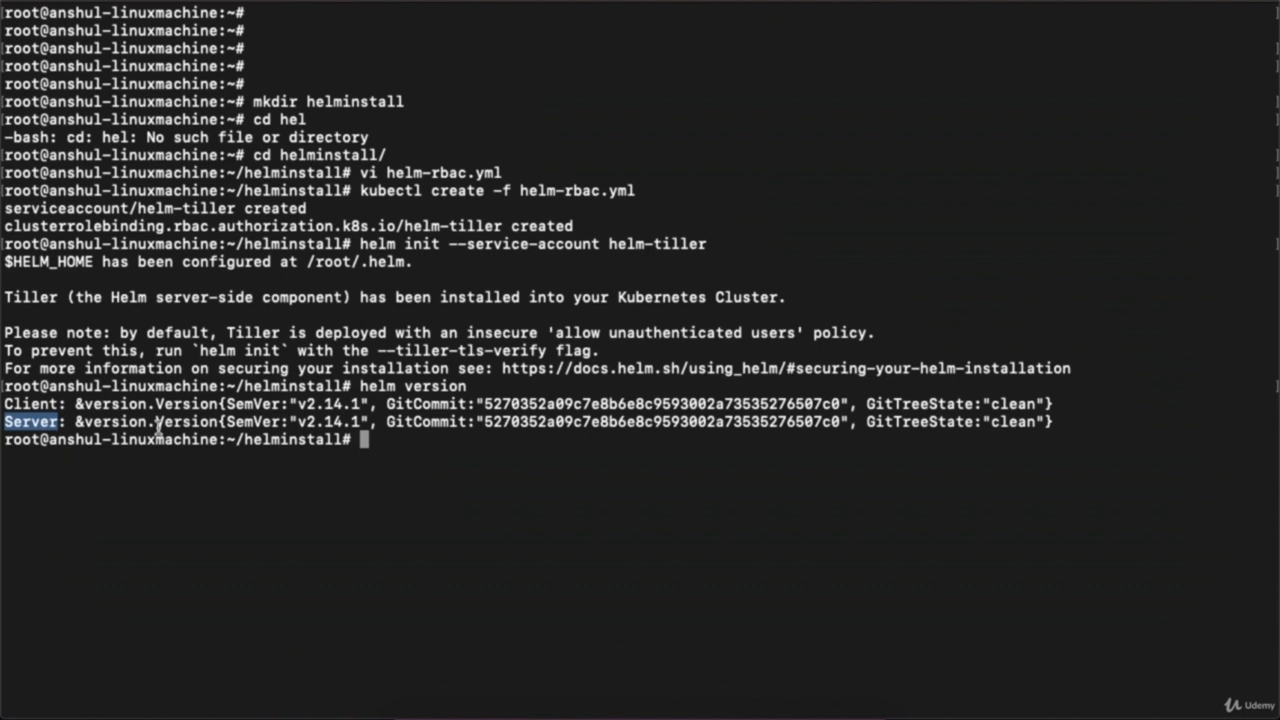 root@anshul-linuxmachine:~#
root@anshul-linuxmachine:~#
root@anshul-linuxmachine:~#
root@anshul-linuxmachine:~#
root@anshul-linuxmachine:~#
root@anshul-linuxmachine:~# mkdir helminstall
root@anshul-linuxmachine:~# cd hel
-bash: cd: hel: No such file or directory
root@anshul-linuxmachine:~# cd helminstall/
root@anshul-linuxmachine:~/helminstall# vi helm-rbac.yml
root@anshul-linuxmachine:~/helminstall# kubectl create -f helm-rbac.yml
serviceaccount/helm-tiller created
clusterrolebinding.rbac.authorization.k8s.io/helm-tiller created
root@anshul-linuxmachine:~/helminstall# helm init --service-account helm-tiller
$HELM_HOME has been configured at /root/.helm.
Tiller (the Helm server-side component) has been installed into your Kubernetes Cluster.
Please note: by default, Tiller is deployed with an insecure 'allow unauthenticated users' policy.
To prevent this, run `helm init` with the --tiller-tls-verify flag.
For more information on securing your installation see: https://docs.helm.sh/using_helm/#securing-your-helm-installation
root@anshul-linuxmachine:~/helminstall# helm version
Client: &version.Version{SemVer:"v2.14.1", GitCommit:"5270352a09c7e8b6e8c9593002a73535276507c0", GitTreeState:"clean"}
Server: &version.Version{SemVer:"v2.14.1", GitCommit:"5270352a09c7e8b6e8c9593002a73535276507c0", GitTreeState:"clean"}
root@anshul-linuxmachine:~/helminstall#
Udemy